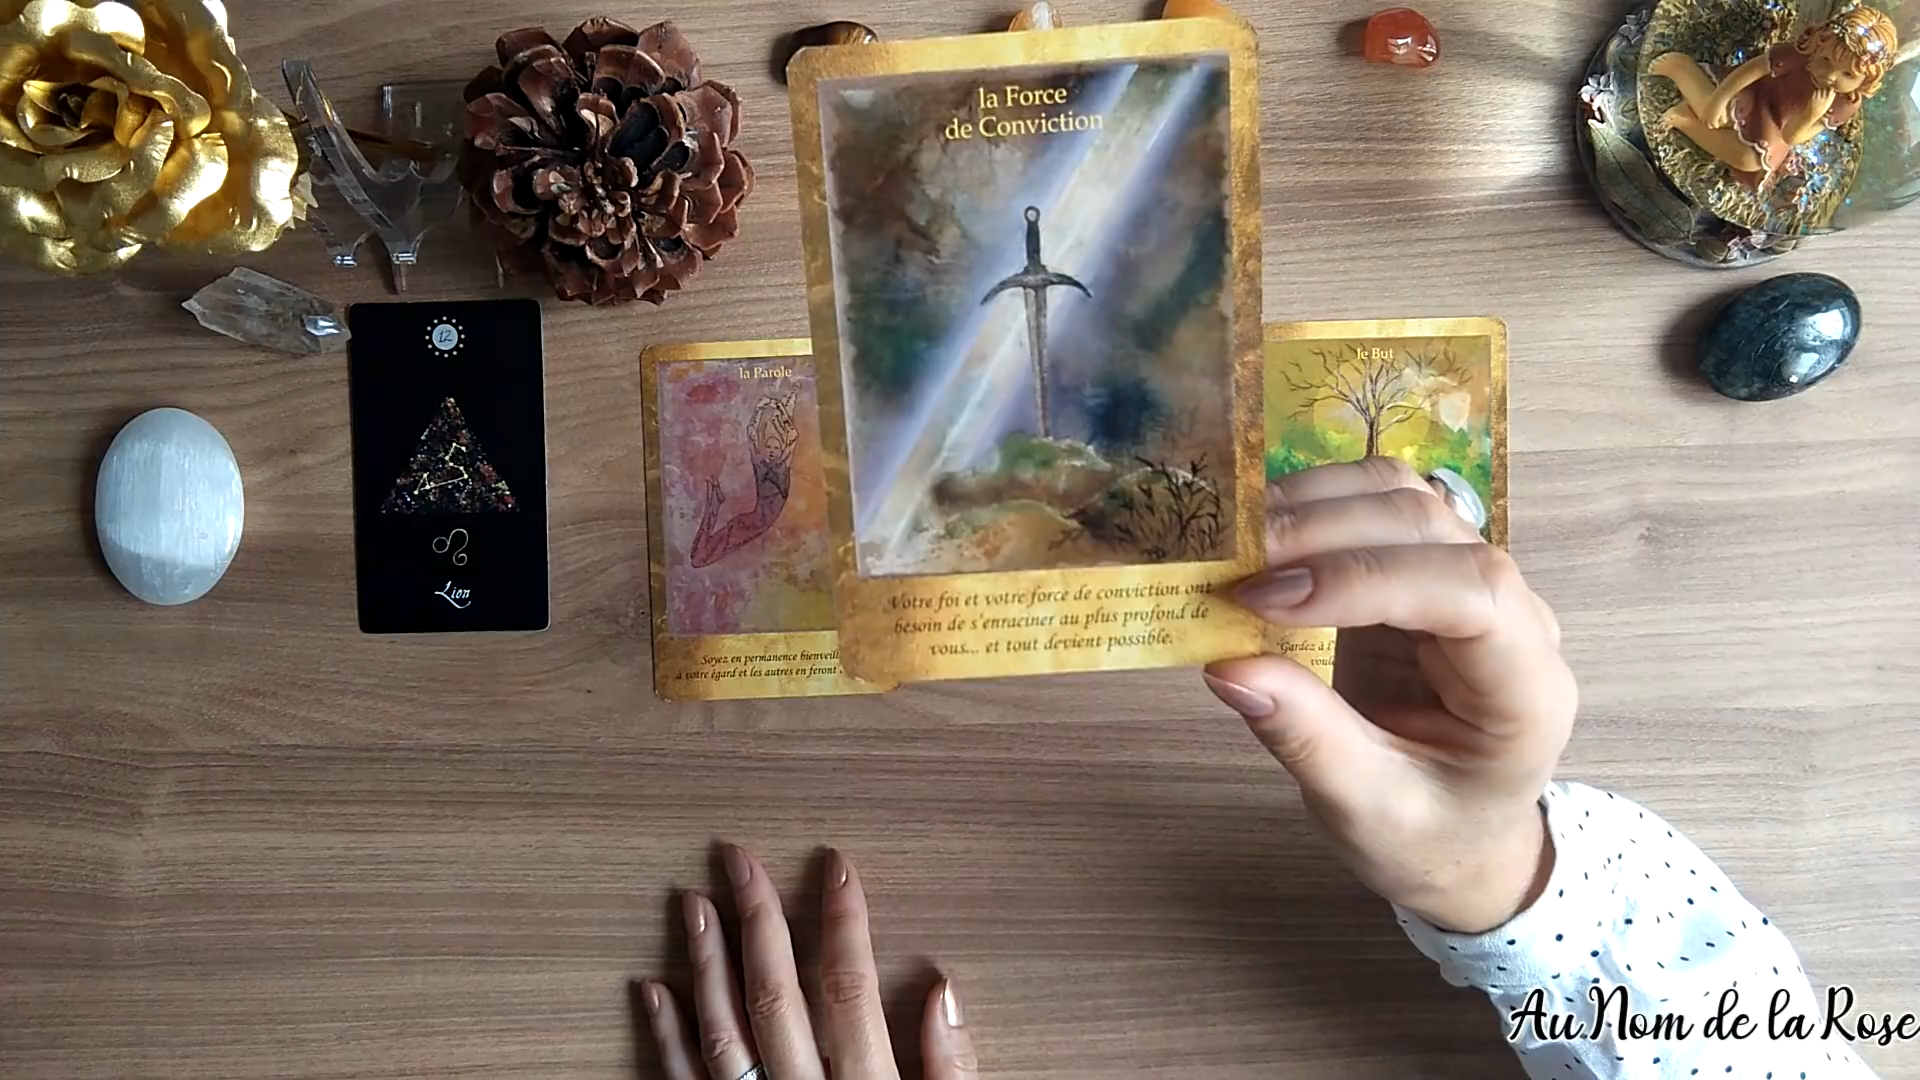 la Force
de Conviction
Votre foi et votre force de conviction ont
besoin de s'enraciner au plus profond de
vous... et tout devient possible.
12
Lion
la Parole
Soyez en permanence
à votre égard et les autres en feront
le But
Gardez à
Au Nom de la Rose